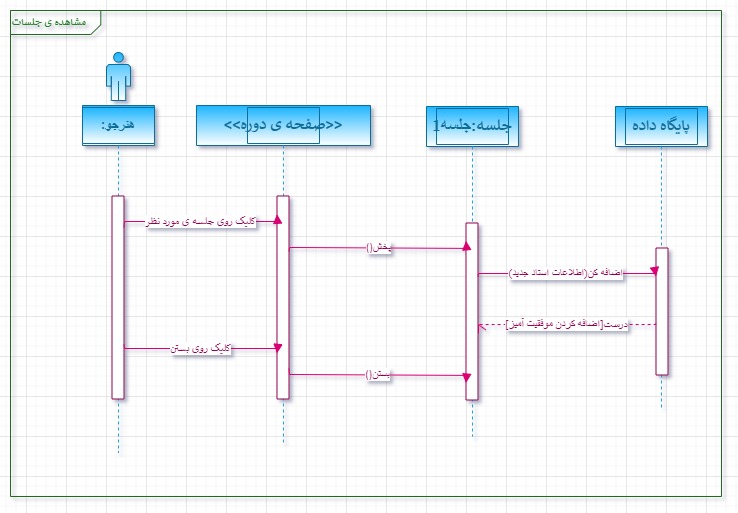 مشاهده ی جلسات
هنرجو:
<<صفحه ی دوره>>
جلسه:جلسه1
پایگاه داده
کلیک روی جلسه ی مورد نظر
پخش()
اضافه کن(اطلاعات استاد جدید)
درست[اضافه کردن موفقیت آمیز]
کلیک روی بستن
بستن()